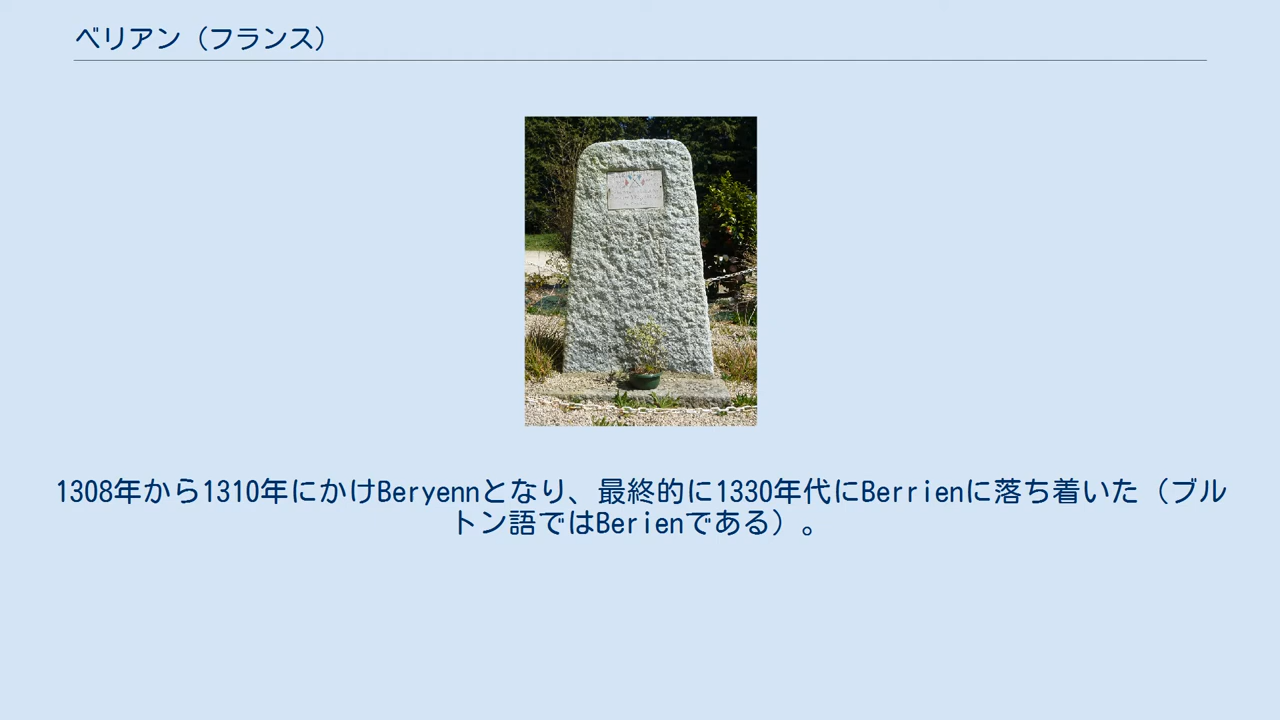 ベリアン（フランス）
1308年から1310年にかけBeryennとなり、最終的に1330年代にBerrienに落ち着いた（ブル
トン語ではBerienである）。